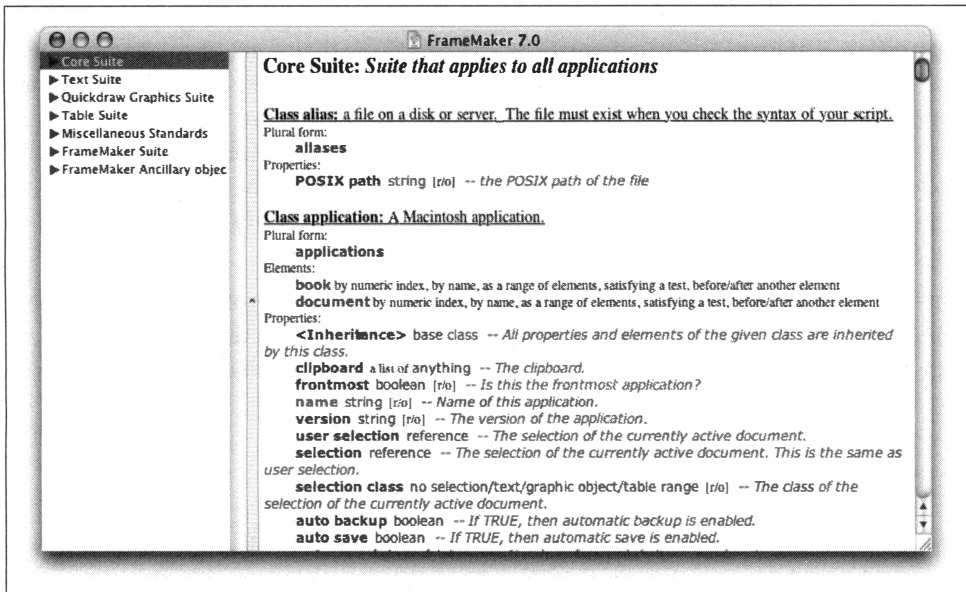 FrameMaker 7.0
Core Suite
Text Suite
Quickdraw Graphics Suite
Table Suite
Miscellaneous Standards
FrameMaker Suite
FrameMaker Ancillary objec
Core Suite: Suite that applies to all applications
Class alias: a file on a disk or server. The file must exist when you check the syntax of your script.
Plural form:
aliases
Properties:
POSIX path string [r/o] -- the POSIX path of the file
Class application: A Macintosh application.
Plural form:
applications
Elements:
book by numeric index, by name, as a range of elements, satisfying a test, before/after another element
document by numeric index, by name, as a range of elements, satisfying a test, before/after another element
Properties:
<Inheritance> base class -- All properties and elements of the given class are inherited
by this class.
clipboard a list of anything -- The clipboard.
frontmost boolean [r/o] -- Is this the frontmost application?
name string [r/o] -- Name of this application.
version string [r/o] -- The version of the application.
user selection reference -- The selection of the currently active document.
selection reference -- The selection of the currently active document. This is the same as
user selection.
selection class no selection/text/graphic object/table range [r/o] -- The class of the
selection of the currently active document.
auto backup boolean -- If TRUE, then automatic backup is enabled.
auto save boolean -- If TRUE, then automatic save is enabled.